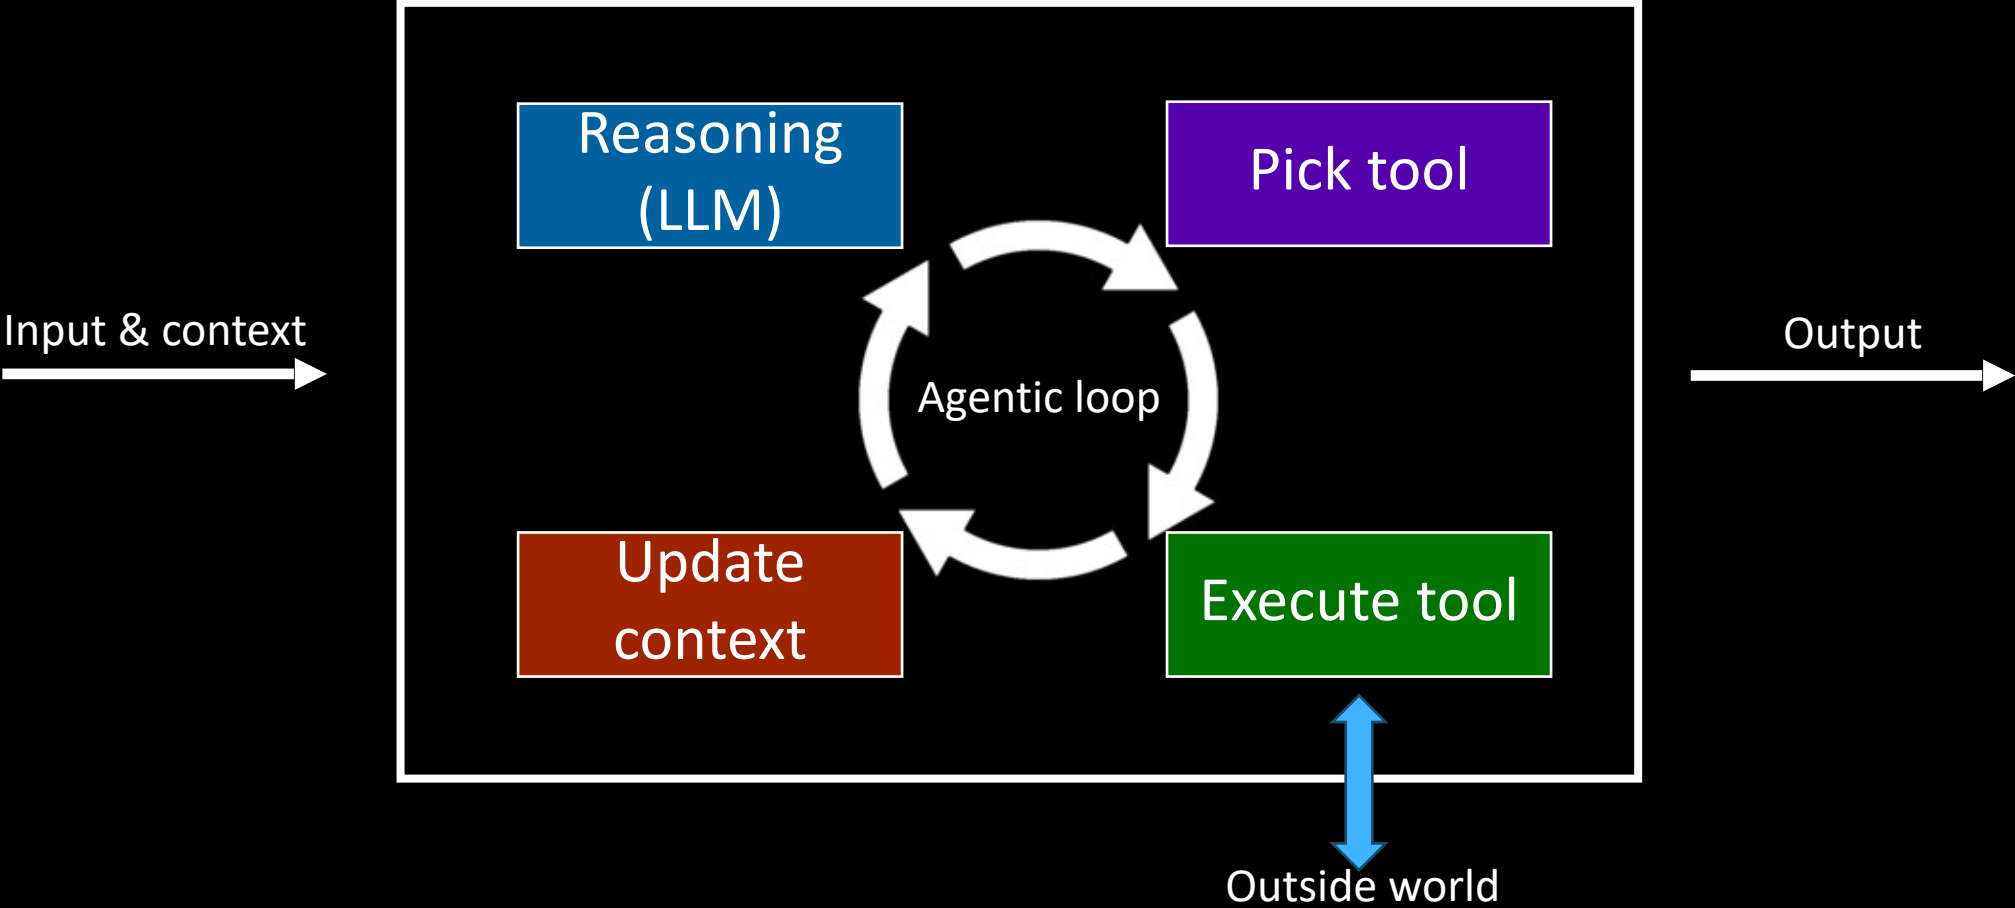 Reasoning
(LLM)
Pick tool
Input & context
Agentic loop
Output
Update
context
Execute tool
Outside world